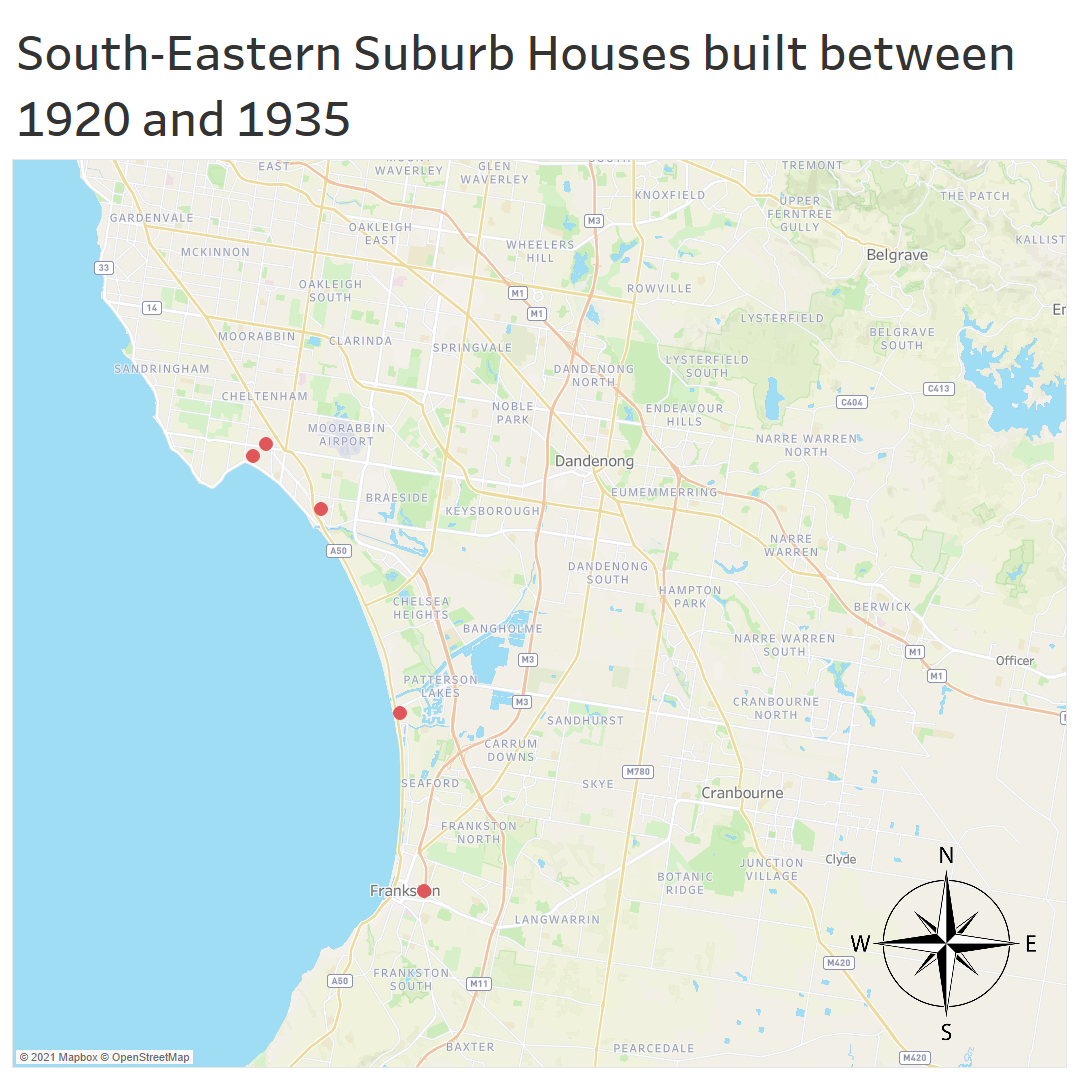 South-Eastern Suburb Houses built between
1920 and 1935
EAST
MOUNT
WAVERLEY
GLEN
WAVERLEY
SOUTH
TREMONT
KNOXFIELD
THE PATCH
UPPER
FERNTREE
GULLY
GARDENVALE
M3
OAKLEIGH
EAST
KALLIST
MCKINNON
WHEELERS
HILL
Belgrave
33
OAKLEIGH
SOUTH
ROWVILLE
M1
14
M1
Er
LYSTERFIELD
MOORABBIN
CLARINDA
BELGRAVE
SOUTH
SPRINGVALE
SANDRINGHAM
DANDENONG
NORTH
LYSTERFIELD
SOUTH
C413
CHELTENHAM
C404
NOBLE
PARK
ENDEAVOUR
HILLS
MOORABBIN
AIRPORT
NARRE WARREN
NORTH
Dandenong
BRAESIDE
EUMEMMERRING
KEYSBOROUGH
A50
NARRE
WARREN
DANDENONG
SOUTH
HAMPTON
PARK
CHELSEA
HEIGHTS
BERWICK
BANGHOLME
NARRE WARREN
SOUTH
M1
M3
Officer
M1
PATTERSON
LAKES
M3
CRANBOURNE
NORTH
SANDHURST
CARRUM
DOWNS
M780
SEAFORD
SKYE
Cranbourne
FRANKSTON
NORTH
JUNCTION
VILLAGE
Clyde
N
BOTANIC
RIDGE
LANGWARRIN
W
E
M420
FRANKSTON
SOUTH
A50
M11
S
BAXTER
PEARCEDALE
M420
© 2021 Mapbox © OpenStreetMap